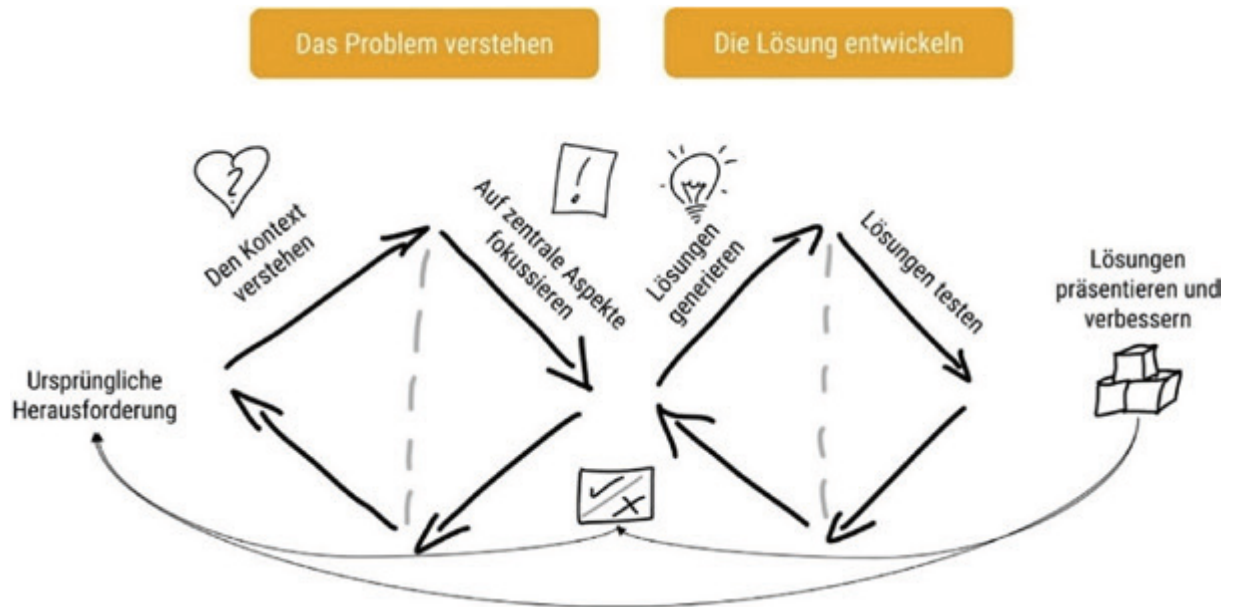 Das Problem verstehen
Die Lösung entwickeln
Den Kontext
verstehen
Auf zentrale Aspekte
fokussieren
Lösungen
generieren
Lösungen testen
Lösungen
präsentieren und
verbessern
Ursprüngliche
Herausforderung
?
!